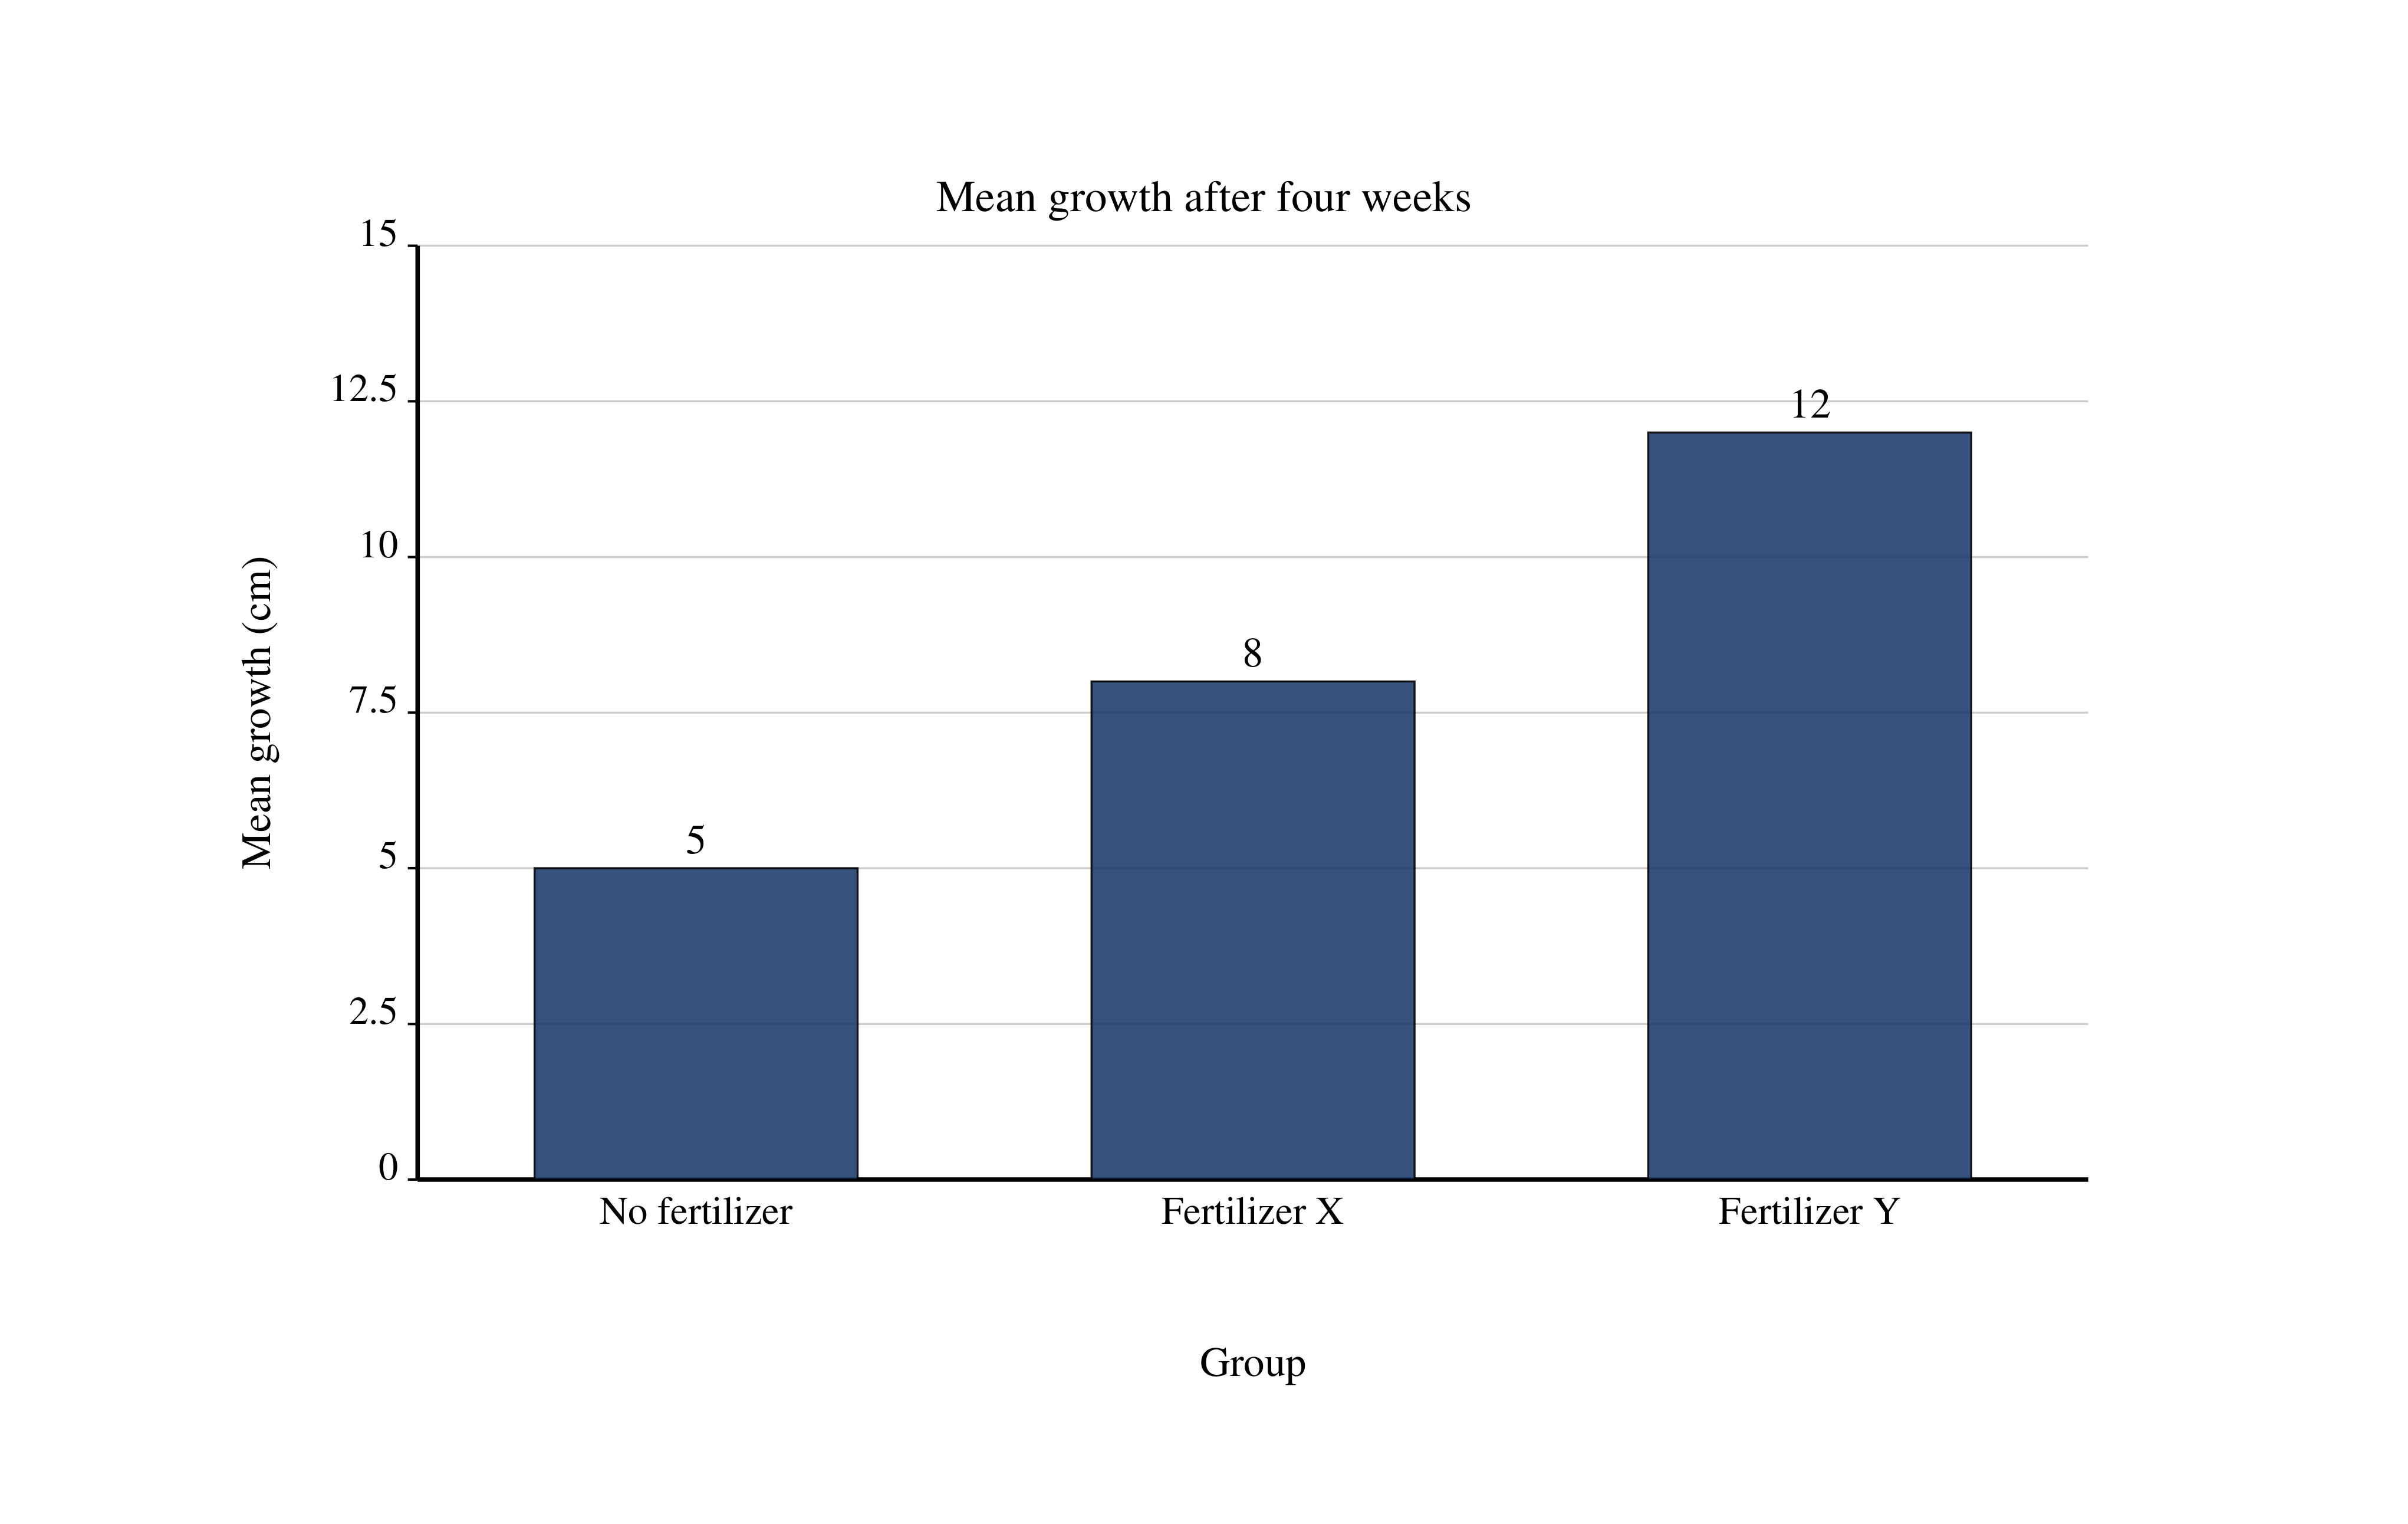 Mean growth after four weeks
15
12.5
12
10
8
7.5
5
5
2.5
0
Mean growth (cm)
No fertilizer Fertilizer X Fertilizer Y
Group